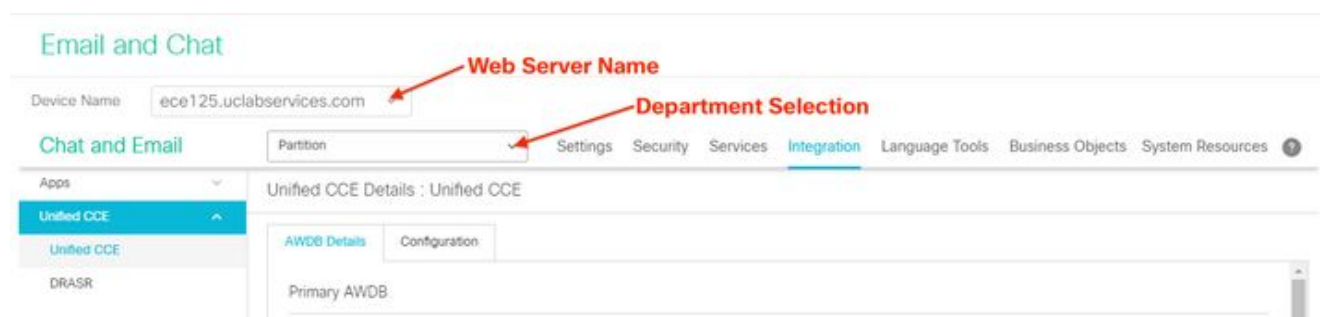 Email and Chat
Web Server Name
Device Name ece125.uclabservices.com
Department Selection
Chat and Email Partition Settings Security Services Integration Language Tools Business Objects System Resources ?
Apps
Unified CCE Details : Unified CCE
Unified CCE
AWDB Details Configuration
Unified CCE
DRASR
Primary AWDB